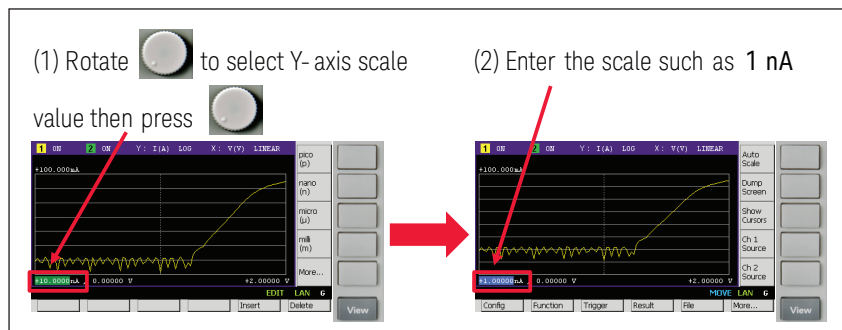 (1) Rotate to select Y-axis scale
value then press
1 ON 2 ON Y: I(A) LOG X: V(V) LINEAR
+100.000mA
+10.0000nA 0.00000 V +2.00000 V
EDIT LAN G
pico
(p)
nano
(n)
micro
(μ)
milli
(m)
More...
Insert Delete
View
(2) Enter the scale such as 1 nA
1 ON 2 ON Y: I(A) LOG X: V(V) LINEAR
+100.000mA
+1.00000nA 0.00000 V +2.00000 V
MOVE LAN G
Auto
Scale
Dump
Screen
Show
Cursors
Ch 1
Source
Ch 2
Source
Config Function Trigger Result File More...
View